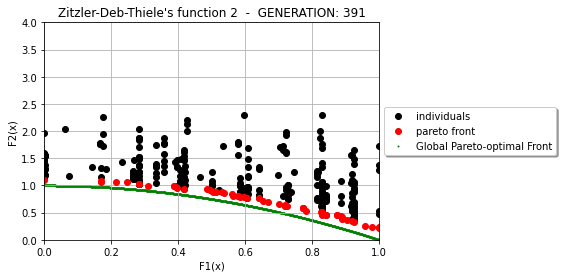 Zitzler-Deb-Thiele's function 2 - GENERATION: 391
4.0
3.5
3.0
2.5
2.0
1.5
1.0
0.5
0.0
F2(x)
0.0 0.2 0.4 0.6 0.8 1.0
F1(x)
individuals
pareto front
Global Pareto-optimal Front